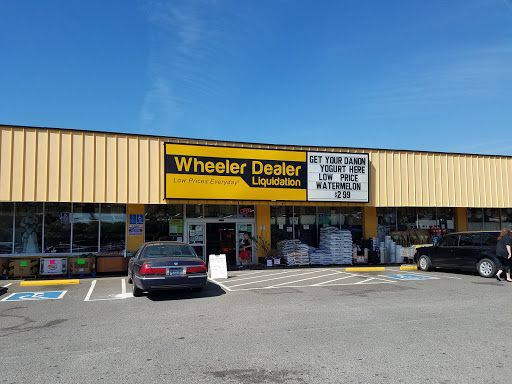 Wheeler Dealer
Low Prices Everyday!
Liquidation
GET YOUR DANON
YOGURT HERE
LOW PRICE
WATERMELON
$2.99